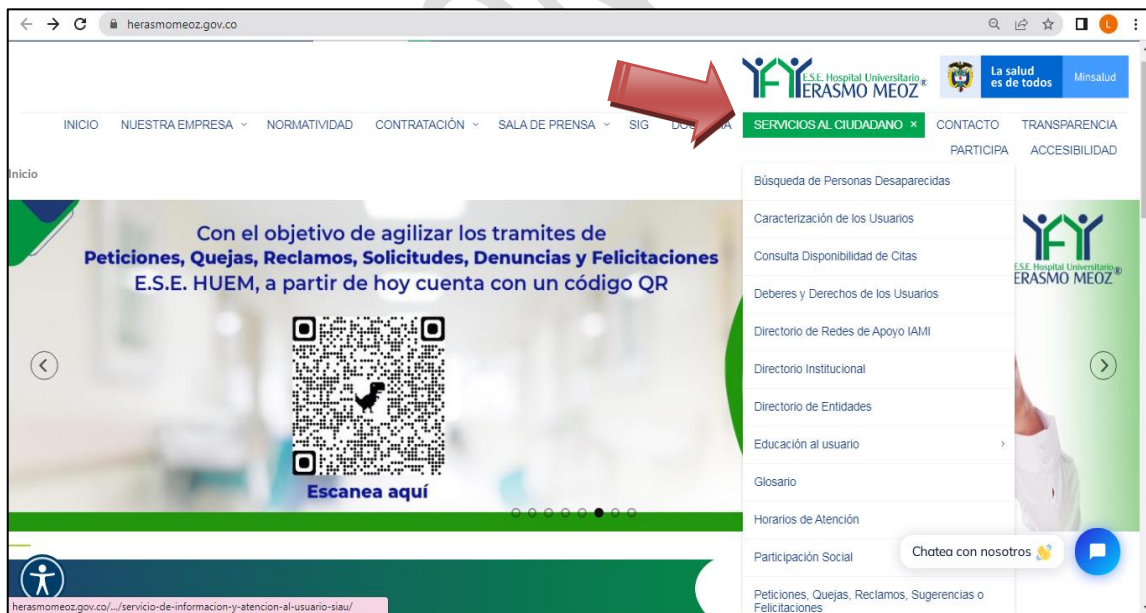 herasmomeoz.gov.co
L
E.S.E. Hospital Universitario ®
ERASMO MEOZ
La salud
es de todos
Minsalud
INICIO NUESTRA EMPRESA NORMATIVIDAD CONTRATACIÓN SALA DE PRENSA SIG SERVICIOS AL CIUDADANO × CONTACTO TRANSPARENCIA
PARTICIPA ACCESIBILIDAD
Inicio
Con el objetivo de agilizar los tramites de
Peticiones, Quejas, Reclamos, Solicitudes, Denuncias y Felicitaciones
E.S.E. HUEM, a partir de hoy cuenta con un código QR
Escanea aquí
Búsqueda de Personas Desaparecidas
Caracterización de los Usuarios
Consulta Disponibilidad de Citas
Deberes y Derechos de los Usuarios
Directorio de Redes de Apoyo IAMI
Directorio Institucional
Directorio de Entidades
Educación al usuario
Glosario
Horarios de Atención
Participación Social
Peticiones, Quejas, Reclamos, Sugerencias o
Felicitaciones
E.S.E. Hospital Universitario ®
ERASMO MEOZ
Chatea con nosotros 👋
herasmomeoz.gov.co/.../servicio-de-informacion-y-atencion-al-usuario-siau/